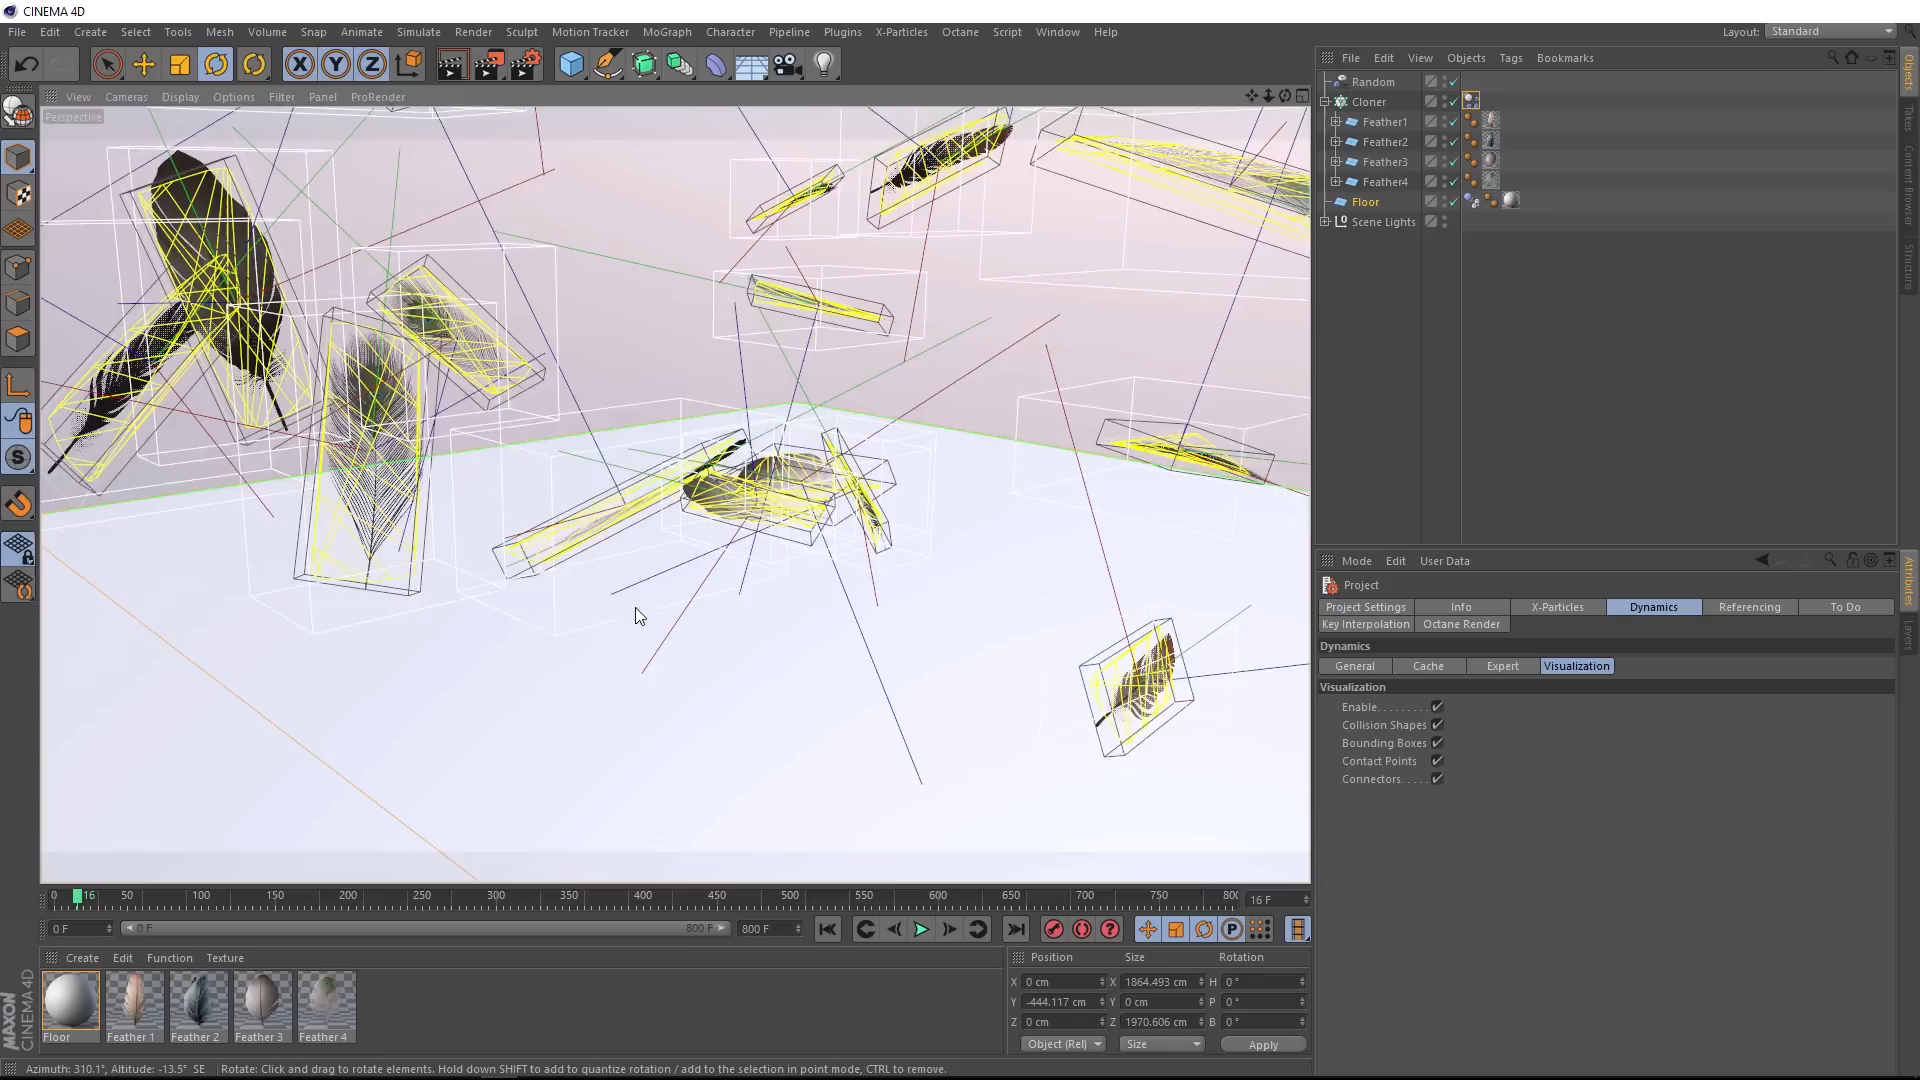 CINEMA 4D
File Edit Create Select Tools Mesh Volume Snap Animate Simulate Render Sculpt Motion Tracker MoGraph Character Pipeline Plugins X-Particles Octane Script Window Help
Layout: Standard
View Cameras Display Options Filter Panel ProRender
Perspective
File Edit View Objects Tags Bookmarks
Random
Cloner
Feather1
Feather2
Feather3
Feather4
Floor
Scene Lights
Objects
Takes
Content Browser
Structure
Mode Edit User Data
Project
Project Settings Info X-Particles Dynamics Referencing To Do
Key Interpolation Octane Render
Dynamics
General Cache Expert Visualization
Visualization
Enable
Collision Shapes
Bounding Boxes
Contact Points
Connectors
Attributes
Layers
0 16 50 100 150 200 250 300 350 400 450 500 550 600 650 700 750 800
16 F
0 F 0 F 800 F 800 F
Create Edit Function Texture
Floor Feather 1 Feather 2 Feather 3 Feather 4
Position Size Rotation
X 0 cm X 1864.493 cm H 0 °
Y -444.117 cm Y 0 cm P 0 °
Z 0 cm Z 1970.606 cm B 0 °
Object (Rel) Size Apply
MAXON
CINEMA 4D
Azimuth: 310.1°, Altitude: -13.5° SE Rotate: Click and drag to rotate elements. Hold down SHIFT to add to quantize rotation / add to the selection in point mode, CTRL to remove.